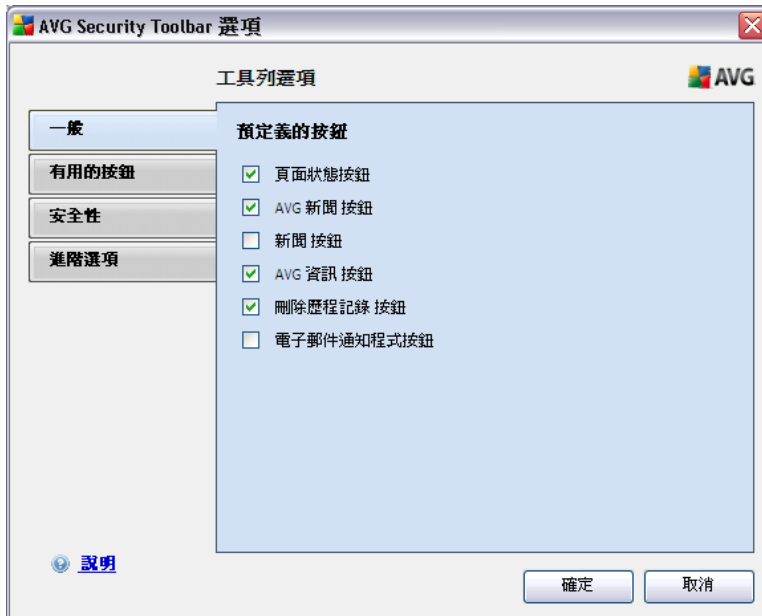 AVG Security Toolbar 選項
工具列選項
AVG
一般
有用的按鈕
安全性
進階選項
預定義的按鈕
頁面狀態按鈕
AVG 新聞 按鈕
新聞 按鈕
AVG 資訊 按鈕
刪除歷程記錄 按鈕
電子郵件通知程式按鈕
說明
確定
取消